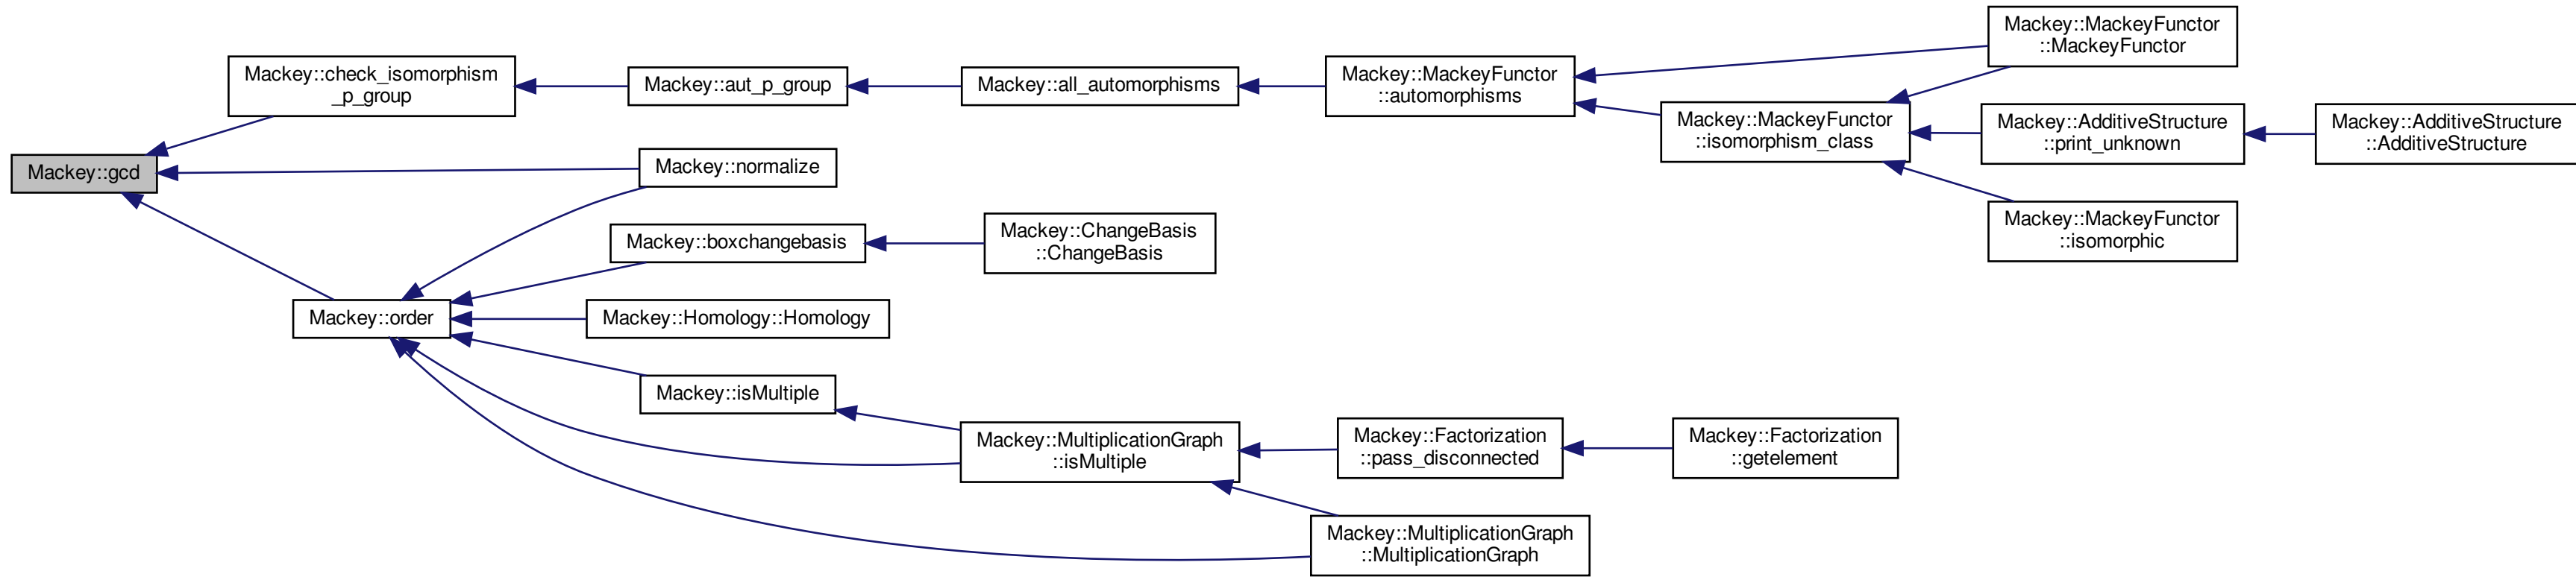 Mackey::gcd
Mackey::check_isomorphism
_p_group
Mackey::aut_p_group
Mackey::all_automorphisms
Mackey::MackeyFunctor
::automorphisms
Mackey::MackeyFunctor
::MackeyFunctor
Mackey::MackeyFunctor
::isomorphism_class
Mackey::AdditiveStructure
::print_unknown
Mackey::AdditiveStructure
::AdditiveStructure
Mackey::MackeyFunctor
::isomorphic
Mackey::normalize
Mackey::order
Mackey::boxchangebasis
Mackey::ChangeBasis
::ChangeBasis
Mackey::Homology::Homology
Mackey::isMultiple
Mackey::MultiplicationGraph
::isMultiple
Mackey::Factorization
::pass_disconnected
Mackey::Factorization
::getelement
Mackey::MultiplicationGraph
::MultiplicationGraph